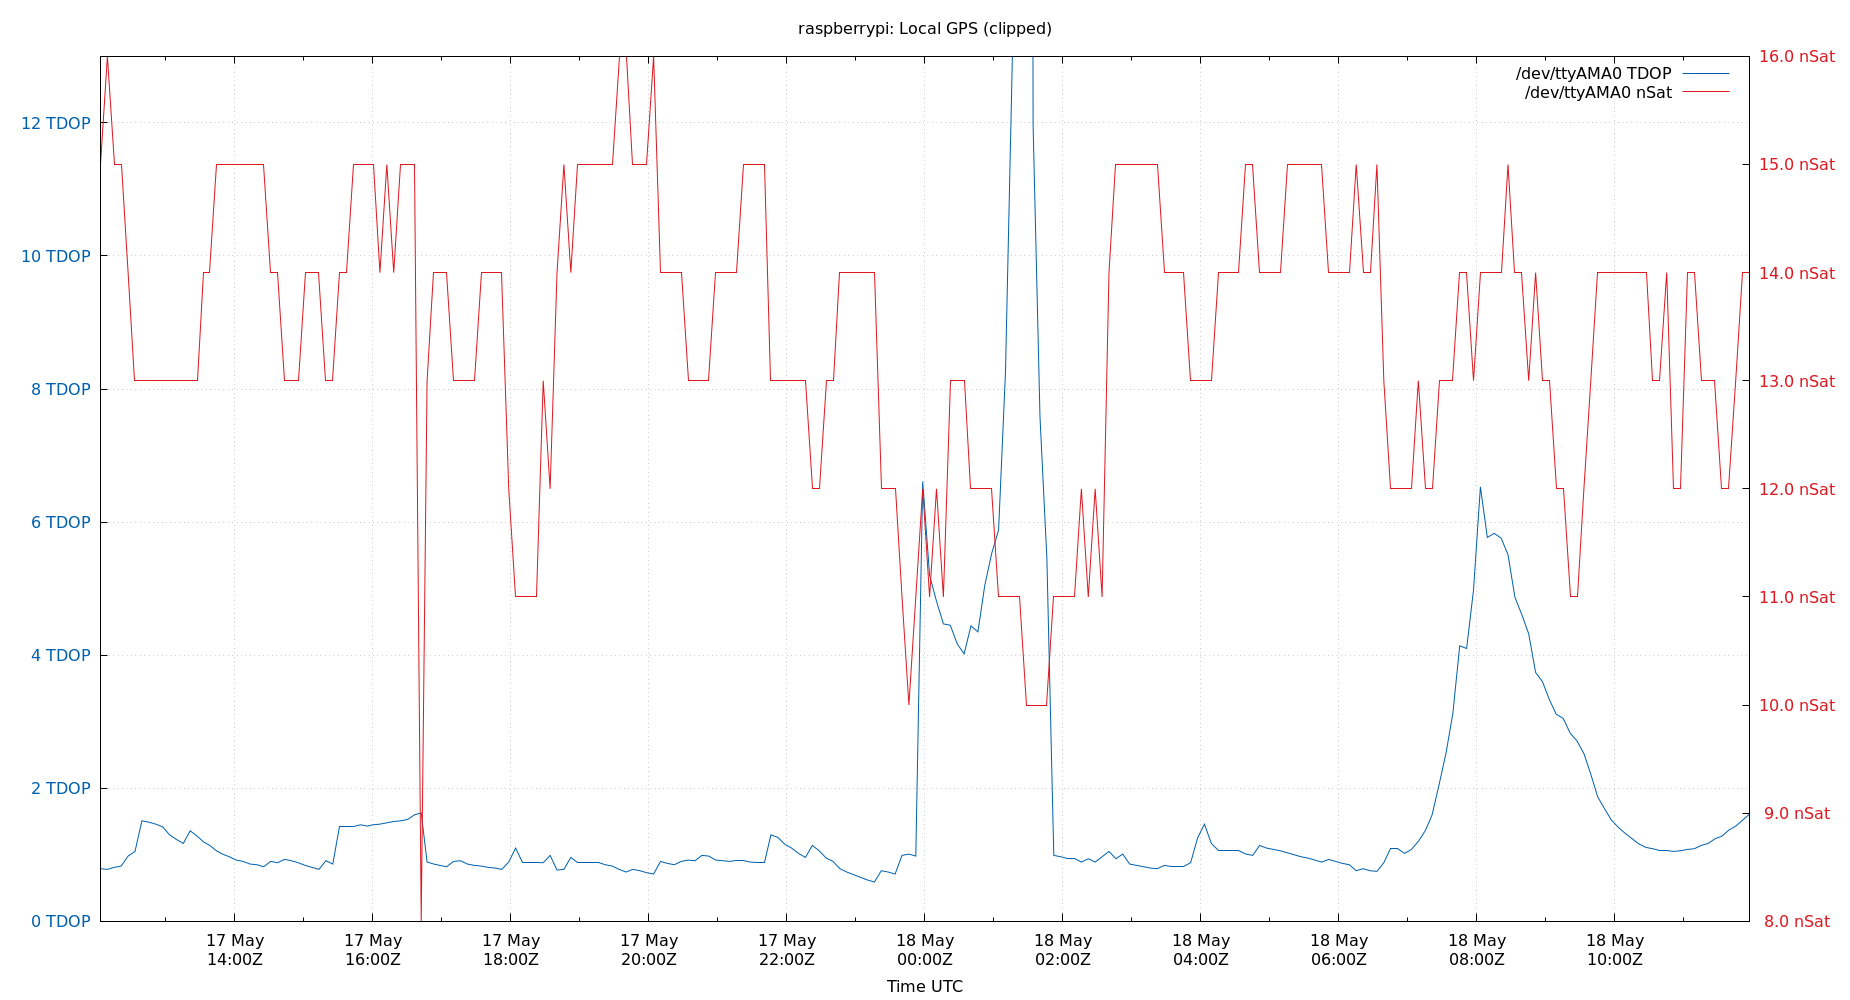 raspberrypi: Local GPS (clipped)
/dev/ttyAMA0 TDOP
/dev/ttyAMA0 nSat
12 TDOP
10 TDOP
8 TDOP
6 TDOP
4 TDOP
2 TDOP
0 TDOP
16.0 nSat
15.0 nSat
14.0 nSat
13.0 nSat
12.0 nSat
11.0 nSat
10.0 nSat
9.0 nSat
8.0 nSat
17 May
14:00Z
17 May
16:00Z
17 May
18:00Z
17 May
20:00Z
17 May
22:00Z
18 May
00:00Z
18 May
02:00Z
18 May
04:00Z
18 May
06:00Z
18 May
08:00Z
18 May
10:00Z
Time UTC